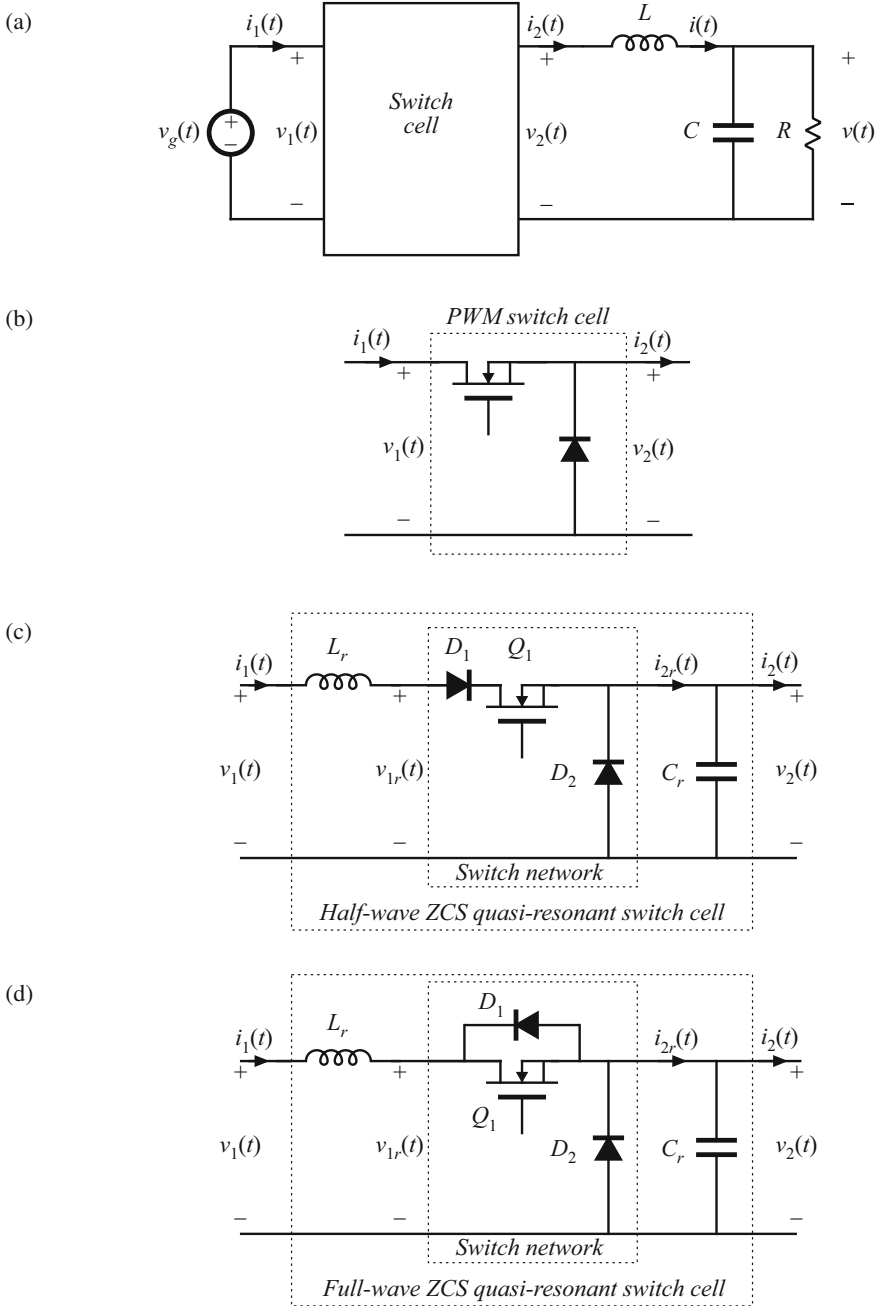 (a)
i1(t) i2(t) L i(t)
+ + +
vg(t) + − v1(t) Switch cell v2(t) C R v(t)
− − −
(b)
PWM switch cell
i1(t) i2(t)
+ +
v1(t) v2(t)
− −
(c)
Lr D1 Q1
i1(t) i2r(t) i2(t)
+ + +
v1(t) v1r(t) D2 Cr v2(t)
− − −
Switch network
Half-wave ZCS quasi-resonant switch cell
(d)
D1
Lr
i1(t) i2r(t) i2(t)
+ + +
Q1
v1(t) v1r(t) D2 Cr v2(t)
− − −
Switch network
Full-wave ZCS quasi-resonant switch cell